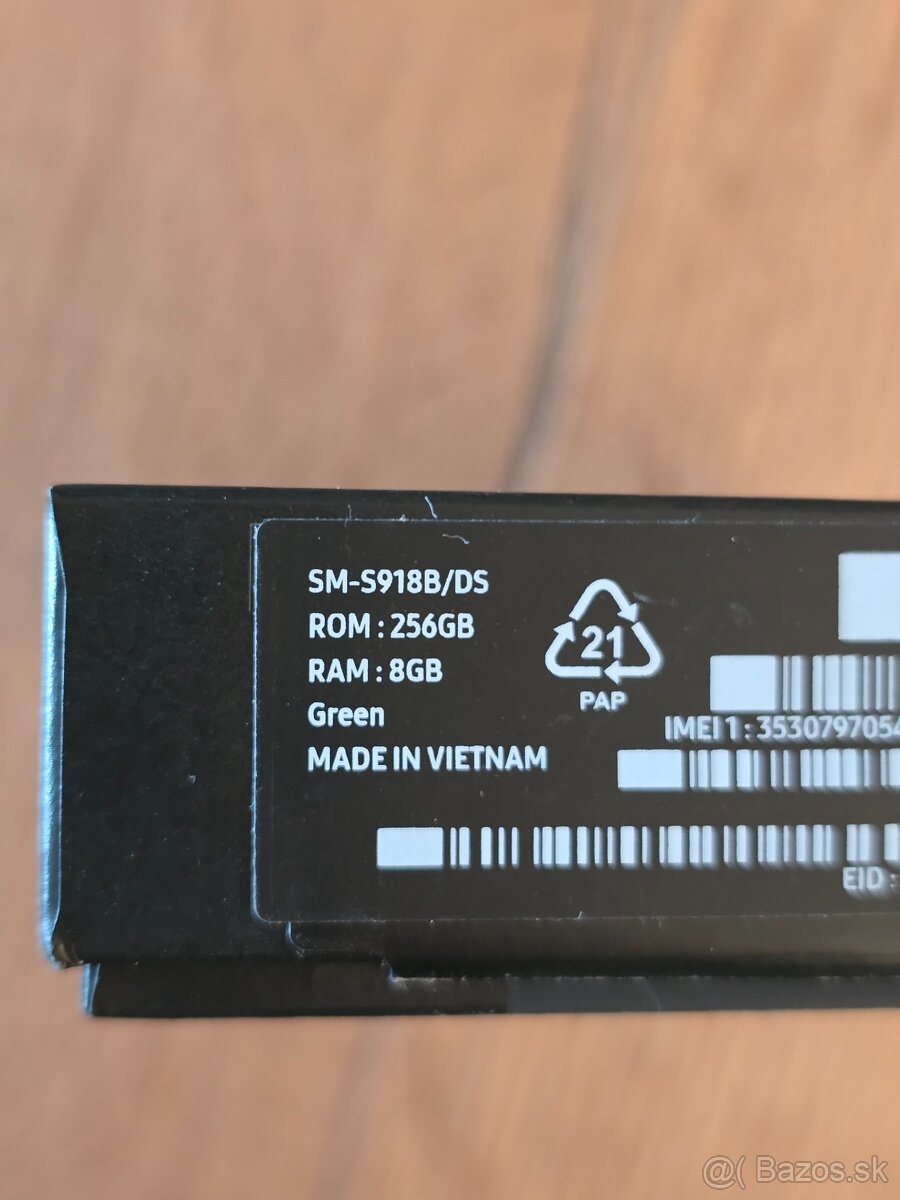 SM-S918B/DS
ROM : 256GB
RAM : 8GB
Green
MADE IN VIETNAM
21
PAP
IMEI 1 : 3530797054
EID :
@( Bazos.sk